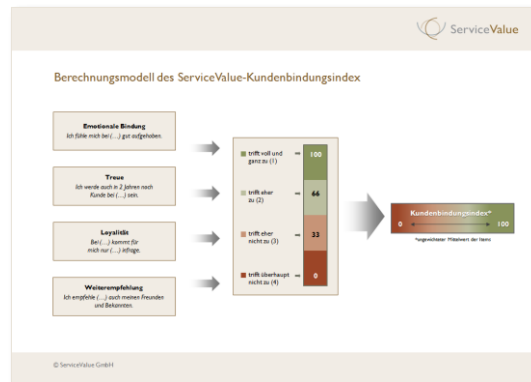 ServiceValue
Berechnungsmodell des ServiceValue-Kundenbindungsindex
Emotionale Bindung
Ich fühle mich bei (...) gut aufgehoben.
Treue
Ich werde auch in 2 Jahren noch
Kunde bei (...) sein.
Loyalität
Bei (...) kommt für
mich nur (...) infrage.
Weiterempfehlung
Ich empfehle (...) auch meinen Freunden
und Bekannten.
trifft voll und
ganz zu (1)
100
trifft eher
zu (2)
66
trifft eher
nicht zu (3)
33
trifft überhaupt
nicht zu (4)
0
Kundenbindungsindex*
0
100
*ungewichteter Mittelwert der Items
© ServiceValue GmbH